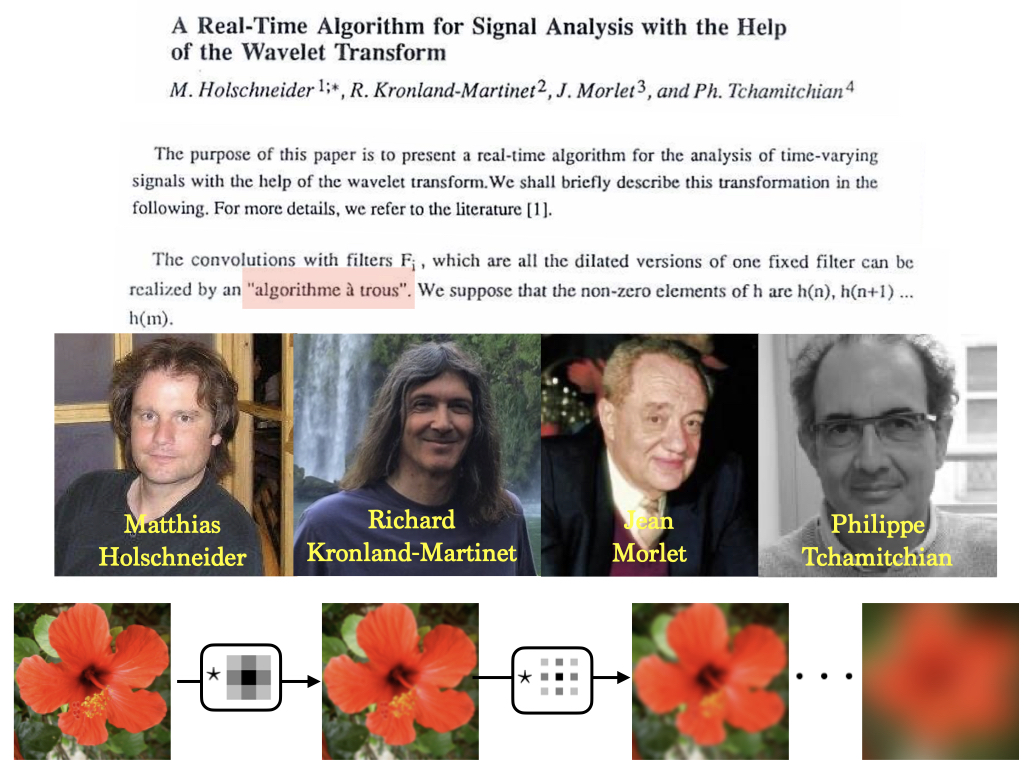 A Real-Time Algorithm for Signal Analysis with the Help
of the Wavelet Transform
M. Holschneider 1;*, R. Kronland-Martinet 2, J. Morlet 3, and Ph. Tchamitchian 4
The purpose of this paper is to present a real-time algorithm for the analysis of time-varying
signals with the help of the wavelet transform.We shall briefly describe this transformation in the
following. For more details, we refer to the literature [1].
The convolutions with filters Fj , which are all the dilated versions of one fixed filter can be
realized by an "algorithme à trous". We suppose that the non-zero elements of h are h(n), h(n+1) ...
h(m).
Matthias
Holschneider
Richard
Kronland-Martinet
Jean
Morlet
Philippe
Tchamitchian